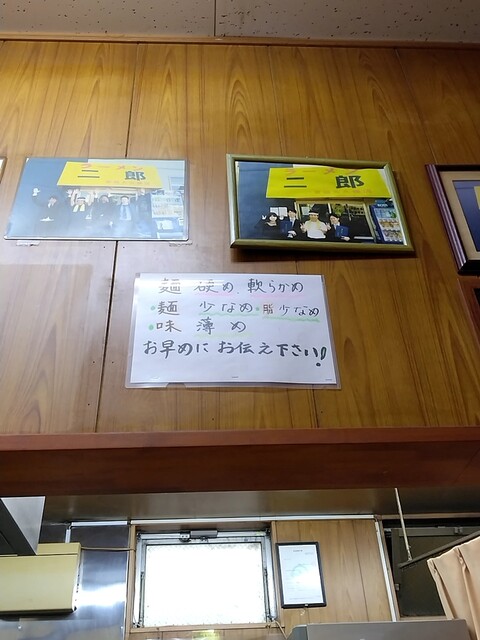 二郎
二郎
麺 硬め 軟らかめ
・麺 少なめ・脂少なめ
・味 薄め
お早めにお伝え下さい!